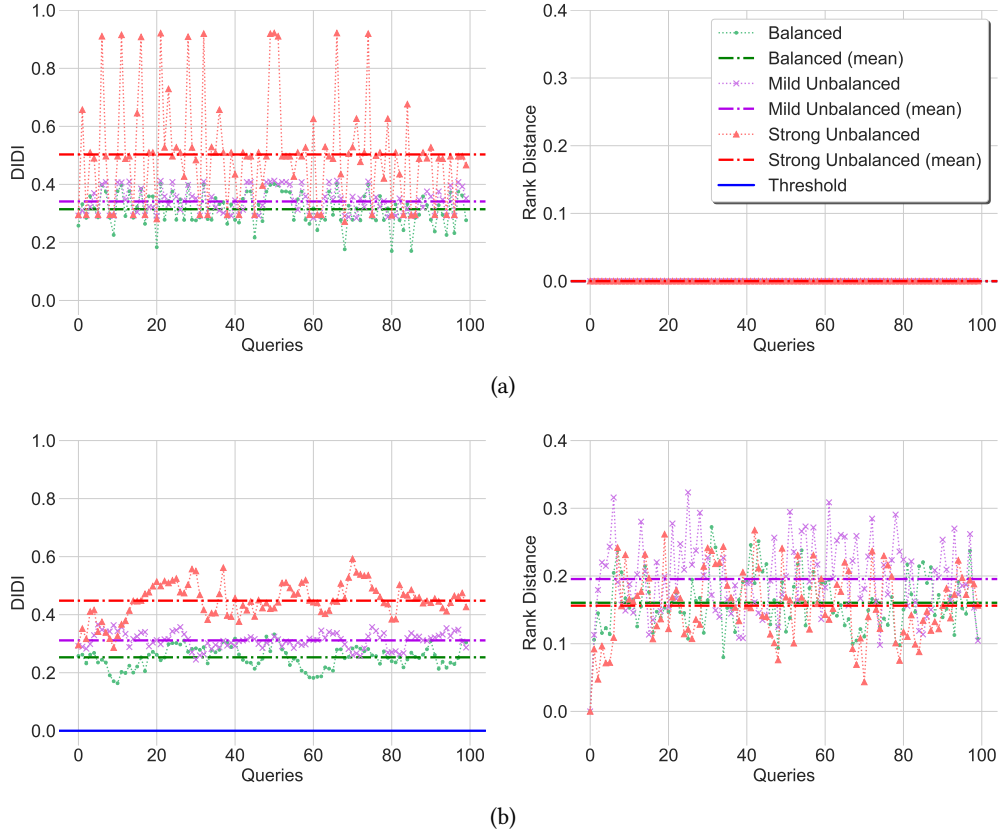 DIDI
1.0
0.8
0.6
0.4
0.2
0.0
0 20 40 60 80 100
Queries
Rank Distance
0.4
0.3
0.2
0.1
0.0
0 20 40 60 80 100
Queries
Balanced
Balanced (mean)
Mild Unbalanced
Mild Unbalanced (mean)
Strong Unbalanced
Strong Unbalanced (mean)
Threshold
(a)
DIDI
1.0
0.8
0.6
0.4
0.2
0.0
0 20 40 60 80 100
Queries
Rank Distance
0.4
0.3
0.2
0.1
0.0
0 20 40 60 80 100
Queries
(b)